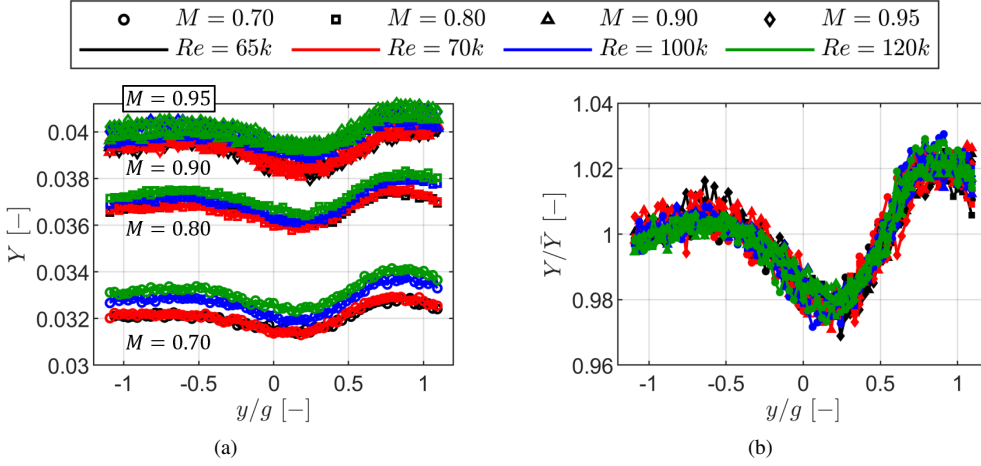 M = 0.70 M = 0.80 M = 0.90 M = 0.95
Re = 65k Re = 70k Re = 100k Re = 120k
M = 0.95
M = 0.90
M = 0.80
M = 0.70
0.04
0.038
0.036
0.034
0.032
0.03
Y [−]
-1 -0.5 0 0.5 1
y/g [−]
(a)
1.04
1.02
1
0.98
0.96
Y/Ȳ [−]
-1 -0.5 0 0.5 1
y/g [−]
(b)